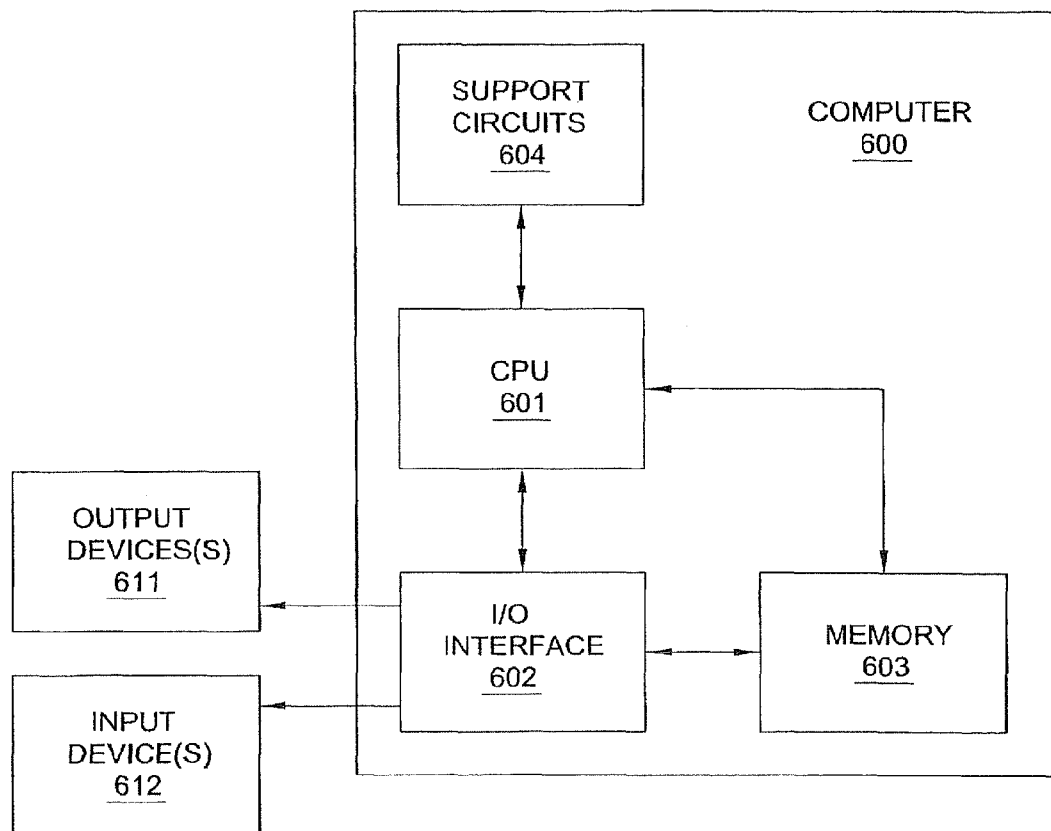 SUPPORT
CIRCUITS
604
COMPUTER
600
CPU
601
OUTPUT
DEVICES(S)
611
I/O
INTERFACE
602
MEMORY
603
INPUT
DEVICE(S)
612